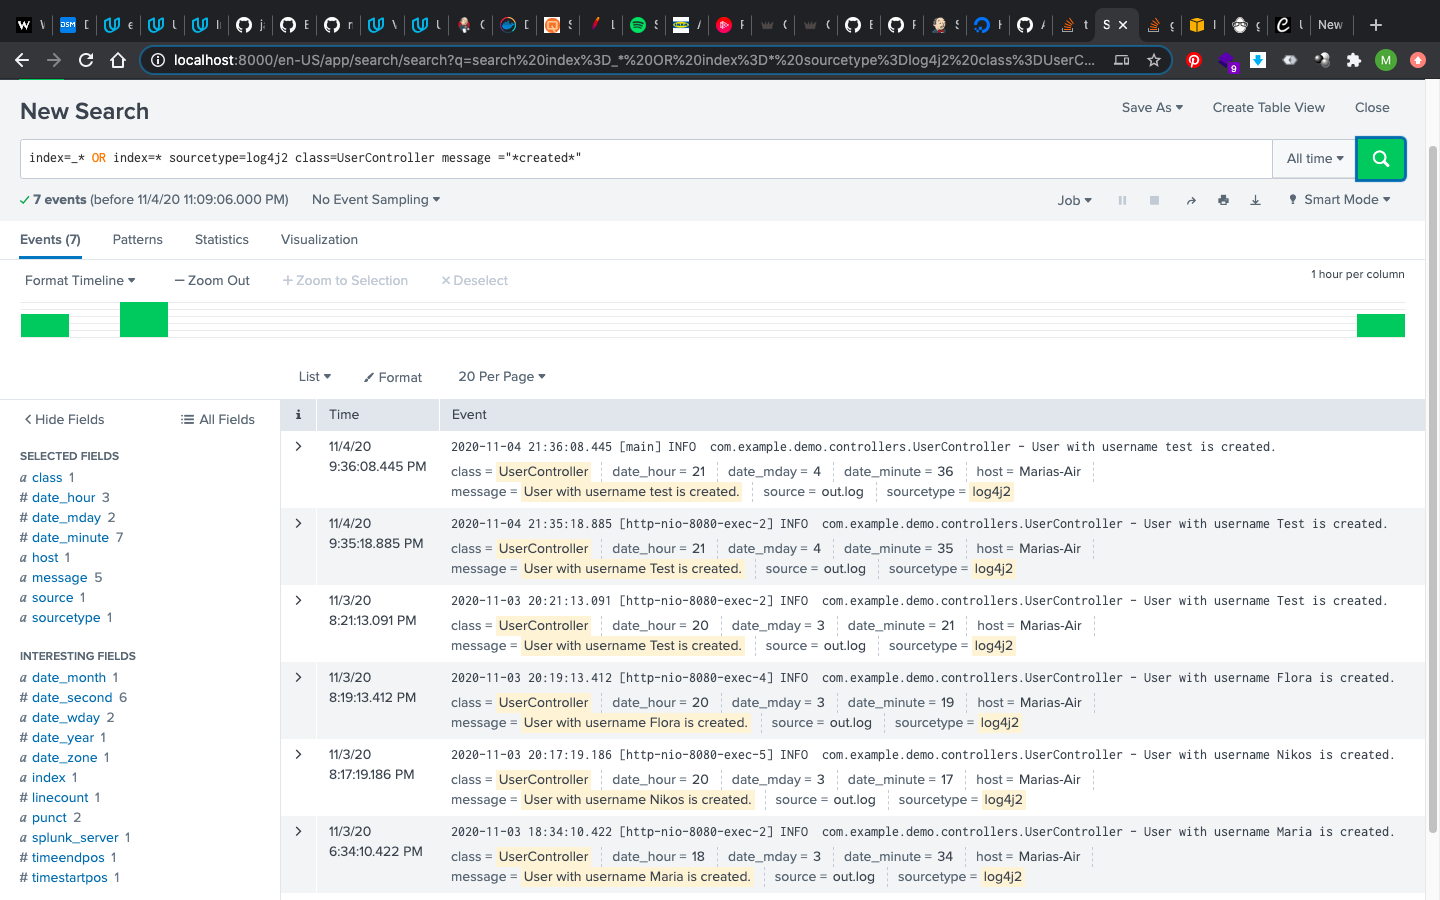 New
localhost:8000/en-US/app/search/search?q=search%20index%3D_*%20OR%20index%3D*%20sourcetype%3Dlog4j2%20class%3DUserC...
9
M
New Search
Save As
Create Table View
Close
index=_* OR index=* sourcetype=log4j2 class=UserController message ="*created*"
All time
7 events (before 11/4/20 11:09:06.000 PM)
No Event Sampling
Job
Smart Mode
Events (7)
Patterns
Statistics
Visualization
Format Timeline
— Zoom Out
+ Zoom to Selection
× Deselect
1 hour per column
List
Format
20 Per Page
< Hide Fields
All Fields
i
Time
Event
SELECTED FIELDS
a class 1
# date_hour 3
# date_mday 2
# date_minute 7
a host 1
a message 5
a source 1
a sourcetype 1
INTERESTING FIELDS
a date_month 1
# date_second 6
a date_wday 2
# date_year 1
a date_zone 1
a index 1
# linecount 1
a punct 2
a splunk_server 1
# timeendpos 1
# timestartpos 1
11/4/20
9:36:08.445 PM
2020-11-04 21:36:08.445 [main] INFO com.example.demo.controllers.UserController - User with username test is created.
class = UserController date_hour = 21 date_mday = 4 date_minute = 36 host = Marias-Air
message = User with username test is created. source = out.log sourcetype = log4j2
11/4/20
9:35:18.885 PM
2020-11-04 21:35:18.885 [http-nio-8080-exec-2] INFO com.example.demo.controllers.UserController - User with username Test is created.
class = UserController date_hour = 21 date_mday = 4 date_minute = 35 host = Marias-Air
message = User with username Test is created. source = out.log sourcetype = log4j2
11/3/20
8:21:13.091 PM
2020-11-03 20:21:13.091 [http-nio-8080-exec-2] INFO com.example.demo.controllers.UserController - User with username Test is created.
class = UserController date_hour = 20 date_mday = 3 date_minute = 21 host = Marias-Air
message = User with username Test is created. source = out.log sourcetype = log4j2
11/3/20
8:19:13.412 PM
2020-11-03 20:19:13.412 [http-nio-8080-exec-4] INFO com.example.demo.controllers.UserController - User with username Flora is created.
class = UserController date_hour = 20 date_mday = 3 date_minute = 19 host = Marias-Air
message = User with username Flora is created. source = out.log sourcetype = log4j2
11/3/20
8:17:19.186 PM
2020-11-03 20:17:19.186 [http-nio-8080-exec-5] INFO com.example.demo.controllers.UserController - User with username Nikos is created.
class = UserController date_hour = 20 date_mday = 3 date_minute = 17 host = Marias-Air
message = User with username Nikos is created. source = out.log sourcetype = log4j2
11/3/20
6:34:10.422 PM
2020-11-03 18:34:10.422 [http-nio-8080-exec-2] INFO com.example.demo.controllers.UserController - User with username Maria is created.
class = UserController date_hour = 18 date_mday = 3 date_minute = 34 host = Marias-Air
message = User with username Maria is created. source = out.log sourcetype = log4j2